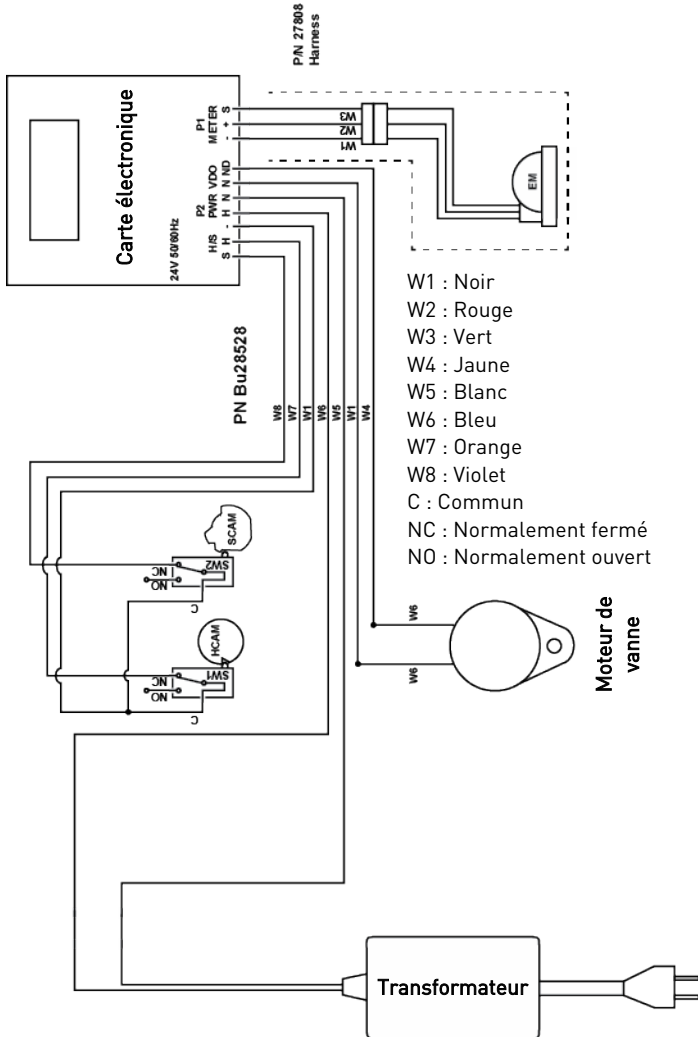 P/N 27808
Harness
Carte électronique
24V 50/60Hz
P1
METER
- + S
P2
H/S PWR VDO
S H - H N N ND
W3
W2
W1
EM
PN Bu28528
W8
W7
W1
W6
W5
W1
W4
W1 : Noir
W2 : Rouge
W3 : Vert
W4 : Jaune
W5 : Blanc
W6 : Bleu
W7 : Orange
W8 : Violet
C : Commun
NC : Normalement fermé
NO : Normalement ouvert
SCAM
SW2
NC
NO
C
HCAM
SW1
NC
NO
C
W6
W6
Moteur de
vanne
Transformateur